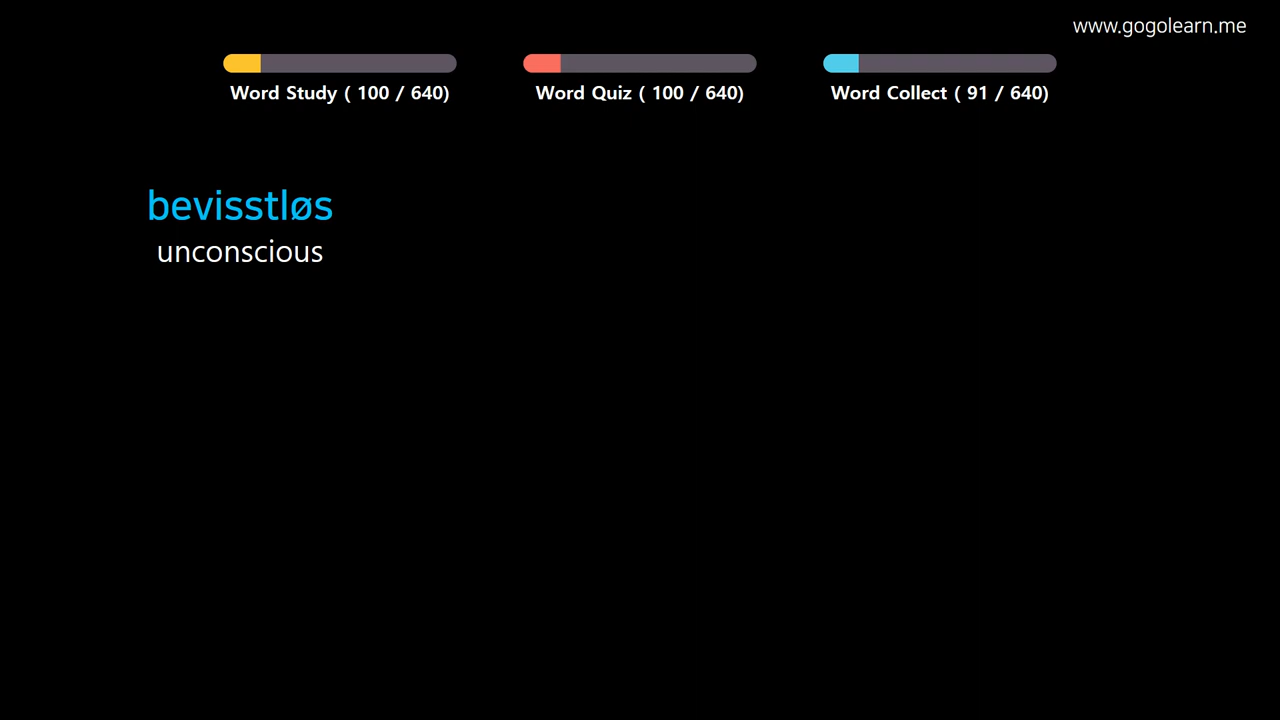 www.gogolearn.me
Word Study ( 100 / 640)
Word Quiz ( 100 / 640)
Word Collect ( 91 / 640)
bevisstløs
unconscious